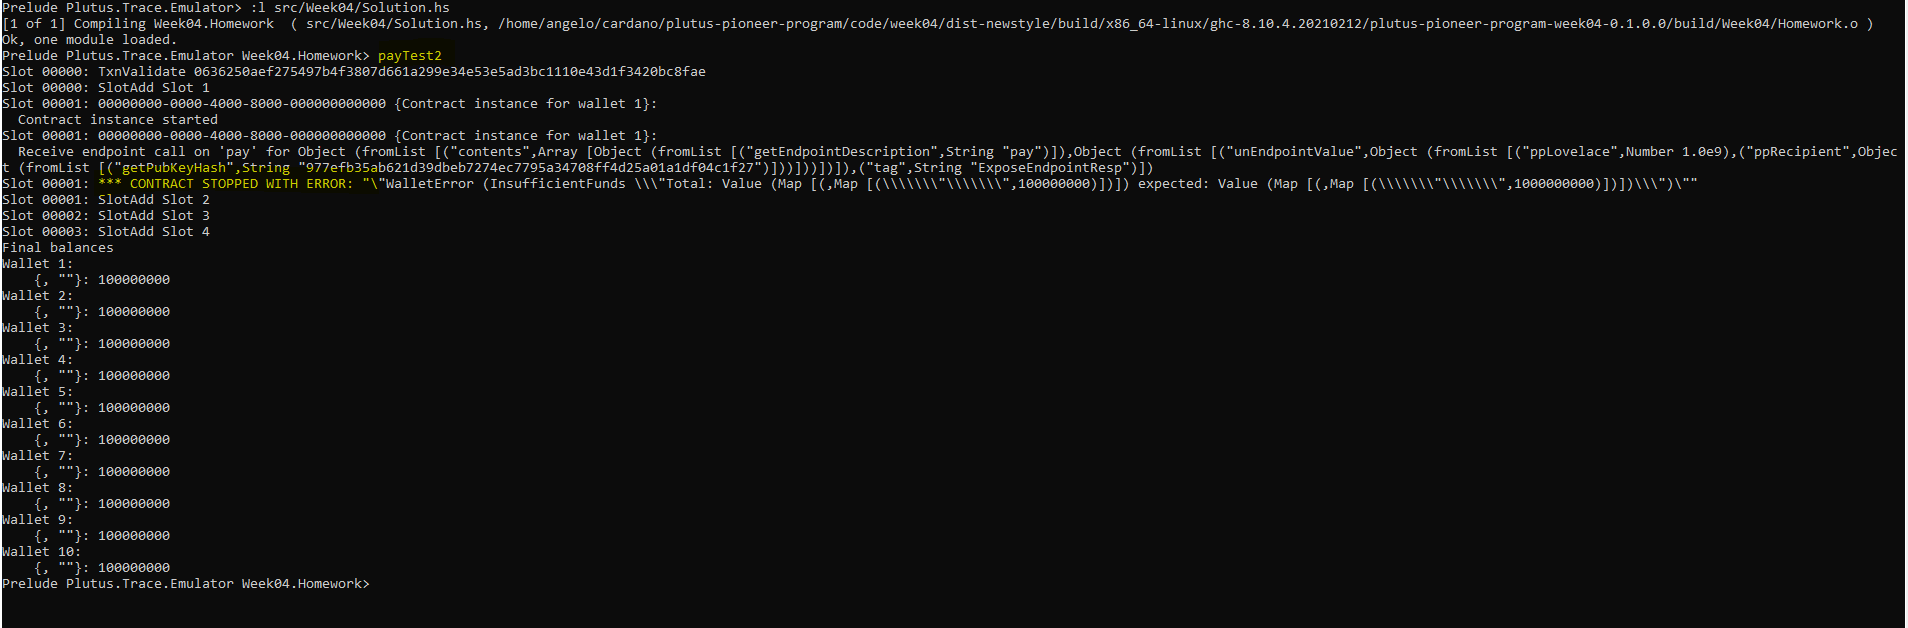 Prelude Plutus.Trace.Emulator> :l src/Week04/Solution.hs
[1 of 1] Compiling Week04.Homework  ( src/Week04/Solution.hs, /home/angelo/cardano/plutus-pioneer-program/code/week04/dist-newstyle/build/x86_64-linux/ghc-8.10.4.20210212/plutus-pioneer-program-week04-0.1.0.0/build/Week04/Homework.o )
Ok, one module loaded.
Prelude Plutus.Trace.Emulator Week04.Homework> payTest2
Slot 00000: TxnValidate 0636250aef275497b4f3807d661a299e34e53e5ad3bc1110e43d1f3420bc8fae
Slot 00000: SlotAdd Slot 1
Slot 00001: 00000000-0000-4000-8000-000000000000 {Contract instance for wallet 1}:
  Contract instance started
Slot 00001: 00000000-0000-4000-8000-000000000000 {Contract instance for wallet 1}:
  Receive endpoint call on 'pay' for Object (fromList [("contents",Array [Object (fromList [("getEndpointDescription",String "pay")]),Object (fromList [("unEndpointValue",Object (fromList [("ppLovelace",Number 1.0e9),("ppRecipient",Objec
t (fromList [("getPubKeyHash",String "977efb35ab621d39dbeb7274ec7795a34708ff4d25a01a1df04c1f27")]))]))])]),("tag",String "ExposeEndpointResp")])
Slot 00001: *** CONTRACT STOPPED WITH ERROR: "\"WalletError (InsufficientFunds \\\"Total: Value (Map [(,Map [(\\\\\\\"\\\\\\\",100000000)])]) expected: Value (Map [(,Map [(\\\\\\\"\\\\\\\",1000000000)])])\\\")\""
Slot 00001: SlotAdd Slot 2
Slot 00002: SlotAdd Slot 3
Slot 00003: SlotAdd Slot 4
Final balances
Wallet 1:
    {, ""}: 100000000
Wallet 2:
    {, ""}: 100000000
Wallet 3:
    {, ""}: 100000000
Wallet 4:
    {, ""}: 100000000
Wallet 5:
    {, ""}: 100000000
Wallet 6:
    {, ""}: 100000000
Wallet 7:
    {, ""}: 100000000
Wallet 8:
    {, ""}: 100000000
Wallet 9:
    {, ""}: 100000000
Wallet 10:
    {, ""}: 100000000
Prelude Plutus.Trace.Emulator Week04.Homework>